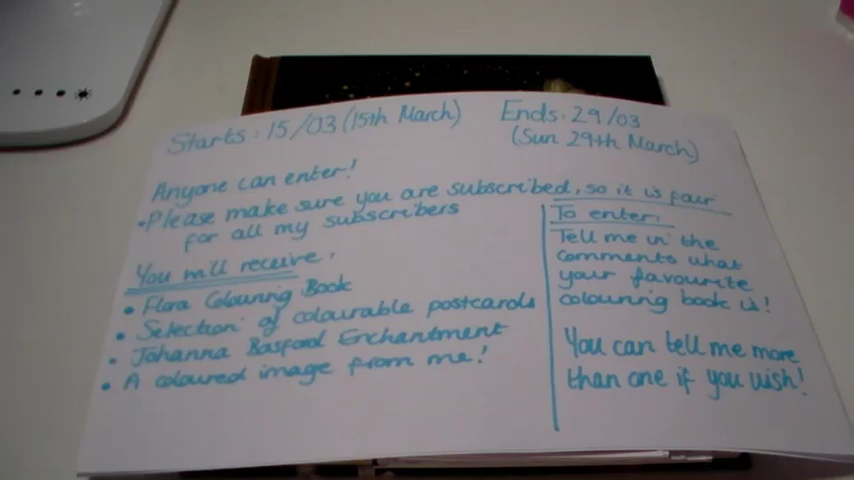 Starts: 15/03 (15th March)
Ends: 29/03
(Sun 29th March)
Anyone can enter!
•Please make sure you are subscribed, so it is fair
for all my subscribers
You will receive:
• Flora Colouring Book
• Selection of colourable postcards
• Johanna Basford Enchantment
• A coloured image from me!
To enter:
Tell me in the
comments what
your favourite
colouring book is!
You can tell me more
than one if you wish!